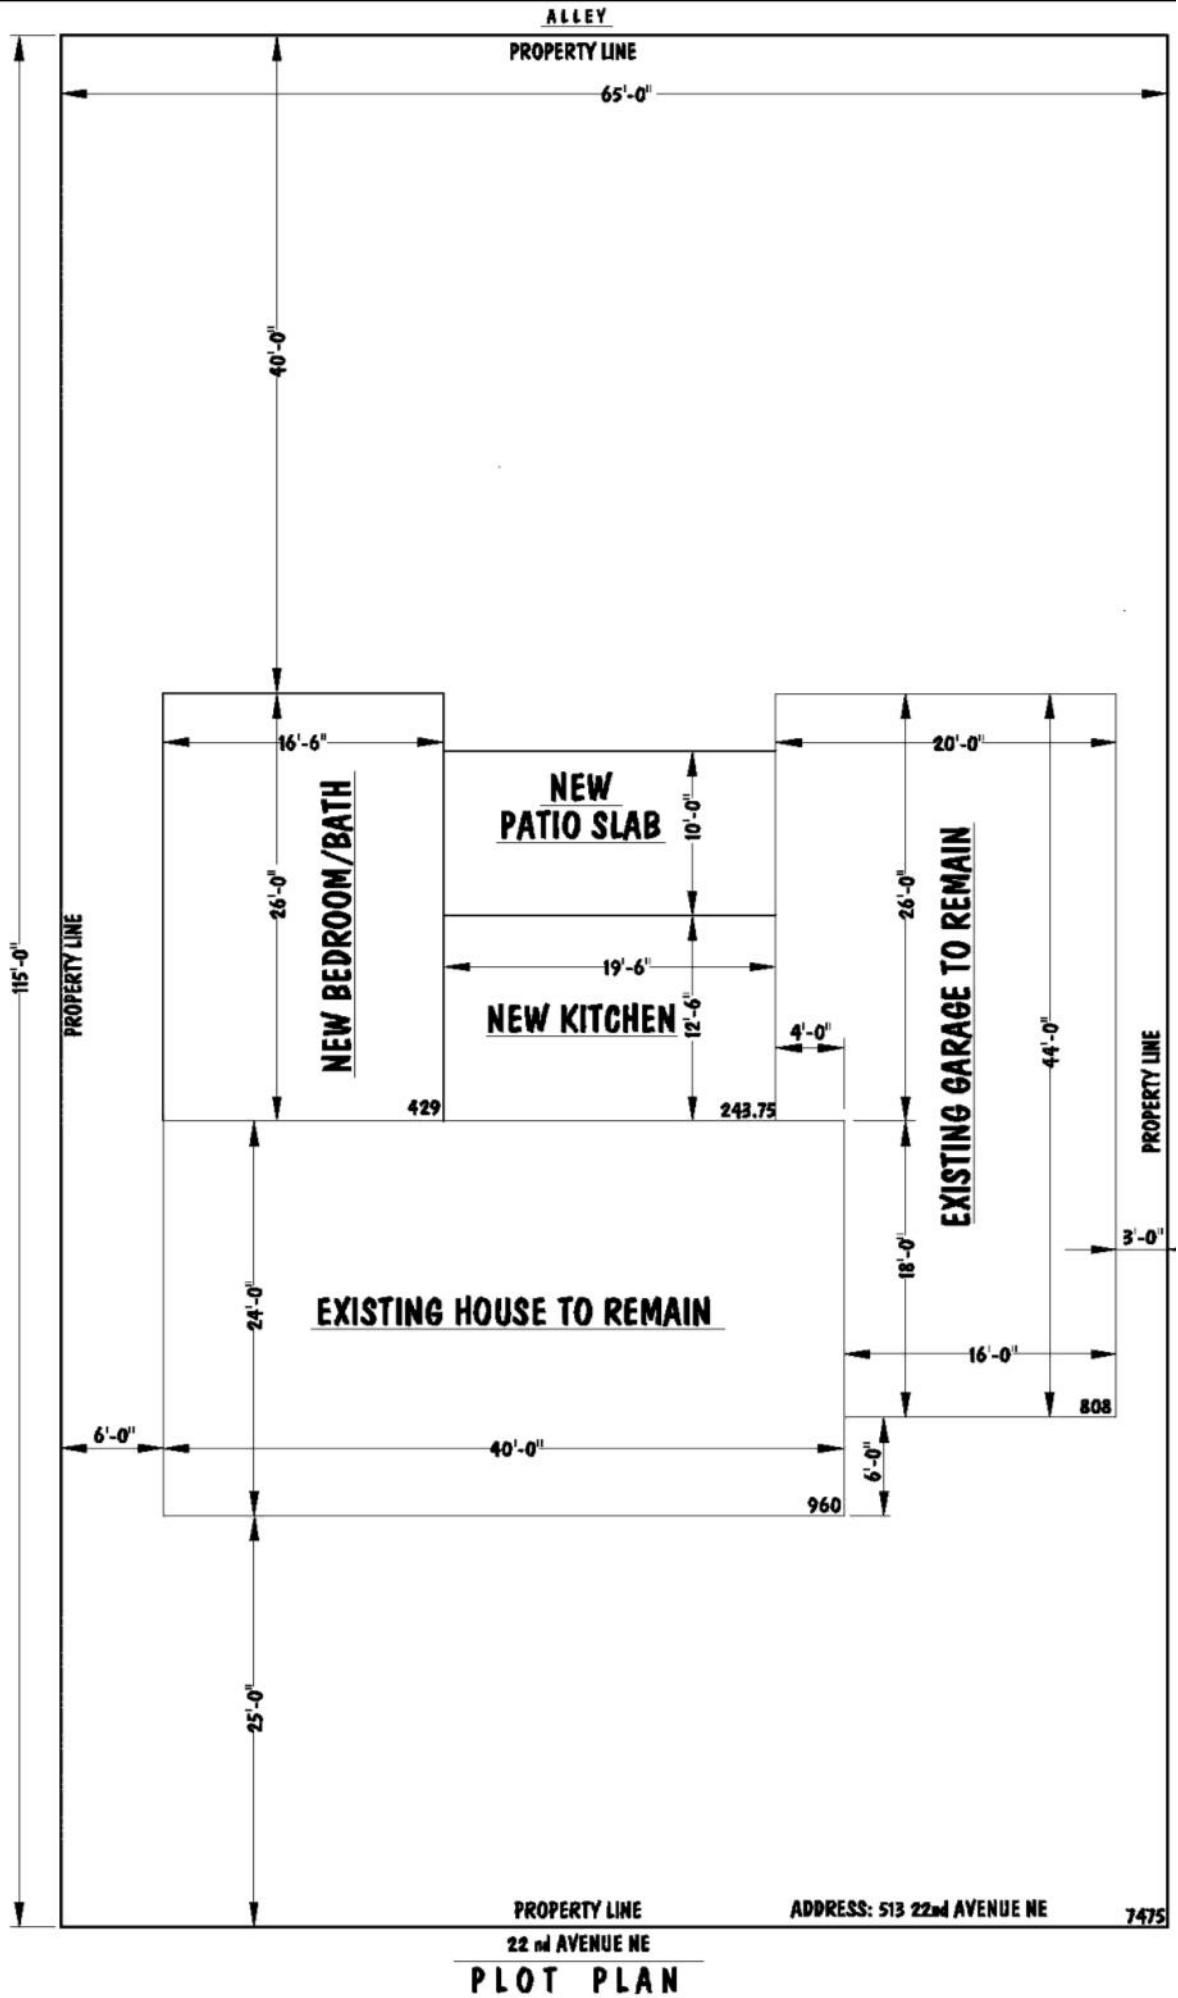 ALLEY
PROPERTY LINE
65'-0"
40'-0"
16'-6"
20'-0"
NEW
PATIO SLAB
10'-0"
NEW BEDROOM/BATH
26'-0"
26'-0"
EXISTING GARAGE TO REMAIN
115'-0"
PROPERTY LINE
19'-6"
NEW KITCHEN
12'-6"
4'-0"
44'-0"
PROPERTY LINE
429
243.75
3'-0"
18'-0"
24'-0"
EXISTING HOUSE TO REMAIN
16'-0"
808
6'-0"
40'-0"
6'-0"
960
25'-0"
PROPERTY LINE
ADDRESS: 513 22nd AVENUE NE
7475
22 nd AVENUE NE
PLOT PLAN